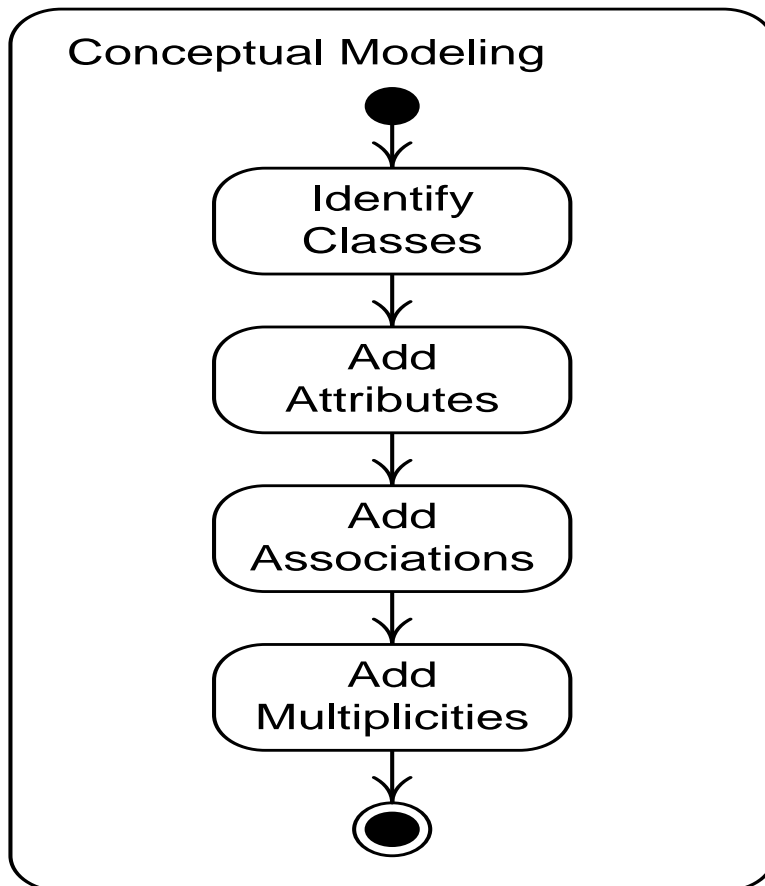 Conceptual Modeling
Identify
Classes
Add
Attributes
Add
Associations
Add
Multiplicities